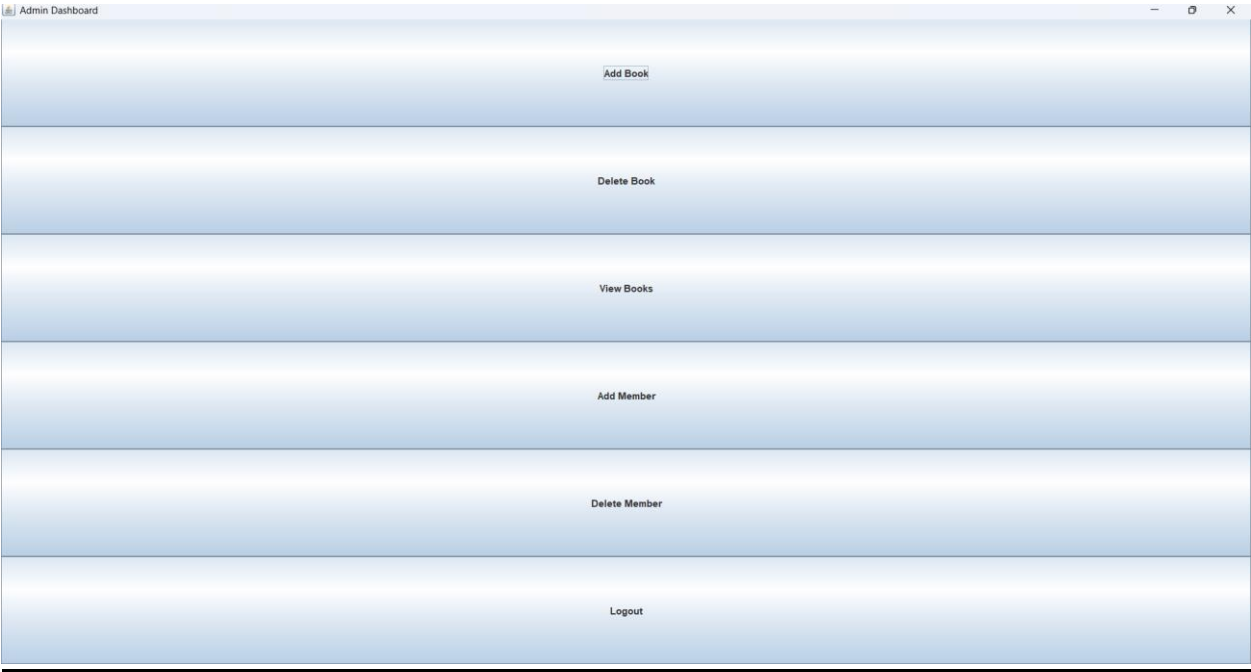 Admin Dashboard
Add Book
Delete Book
View Books
Add Member
Delete Member
Logout